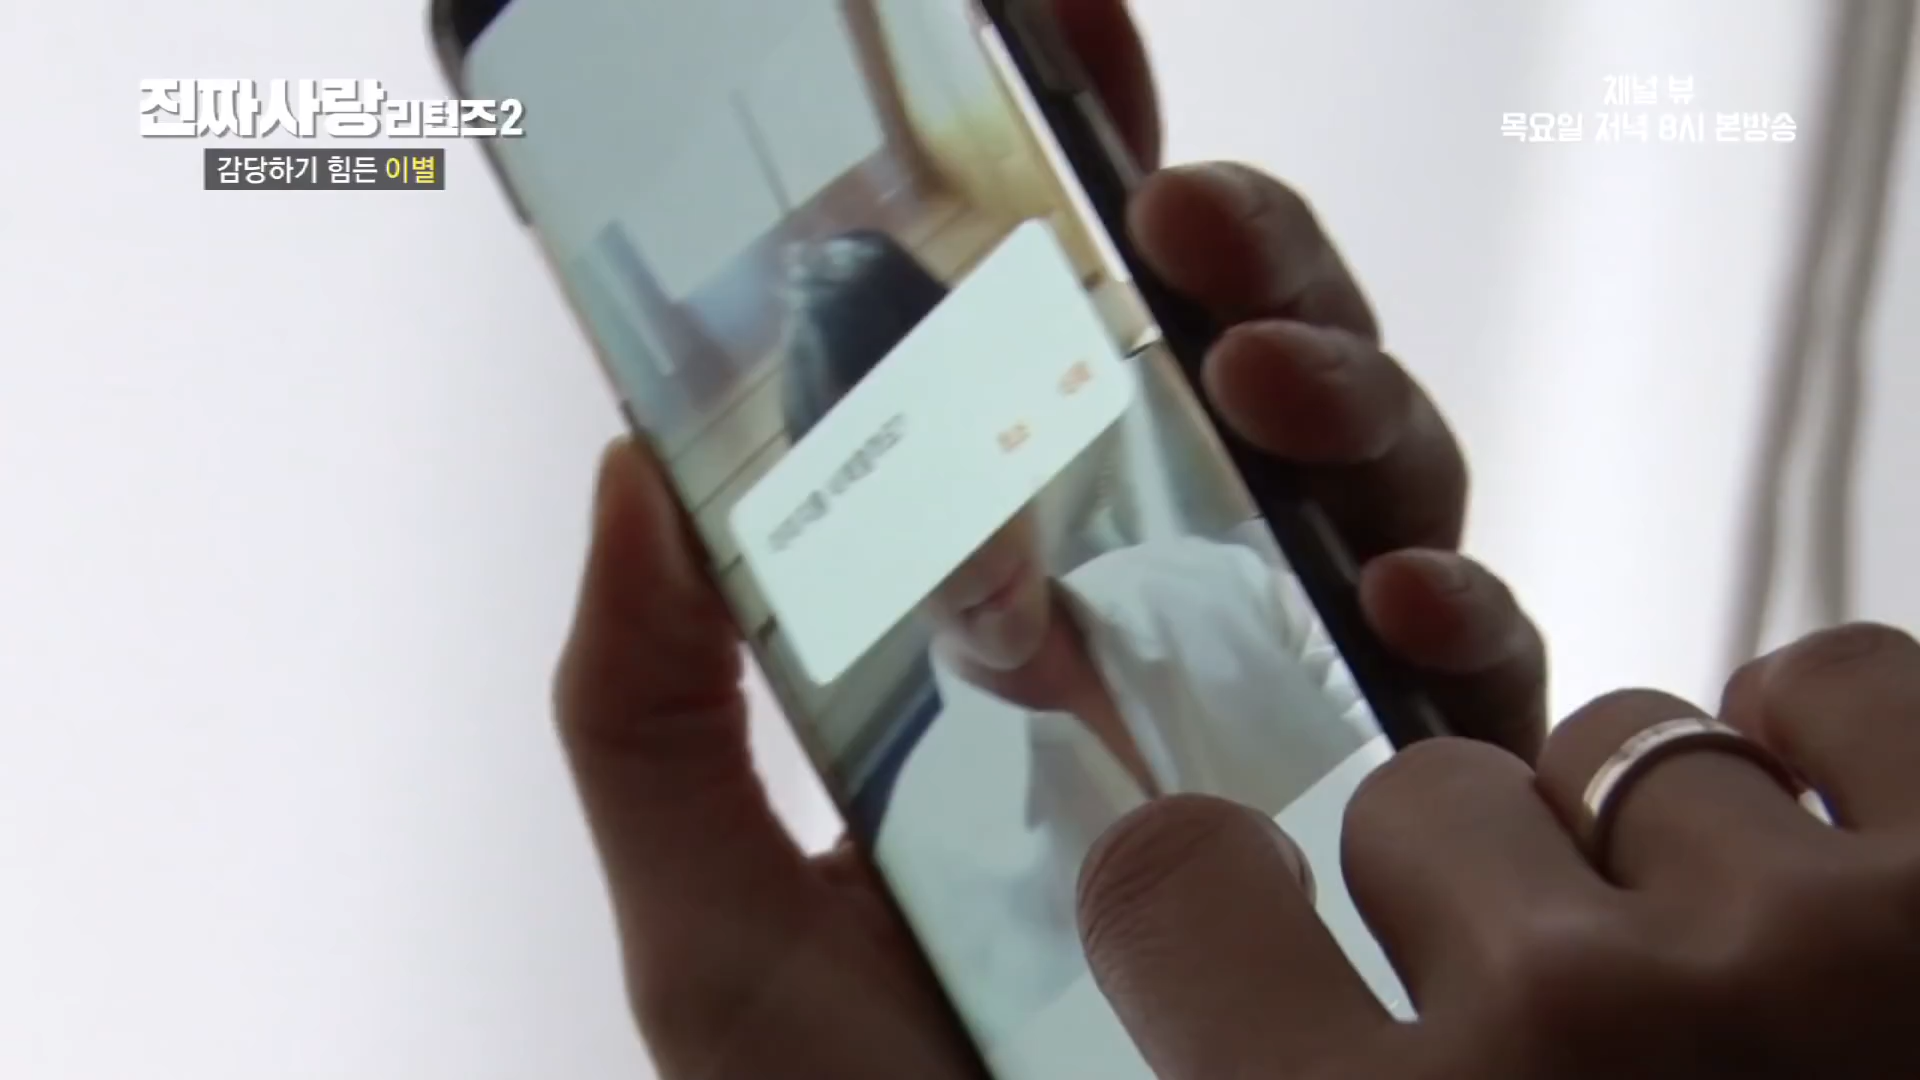 진짜사랑리턴즈2
감당하기 힘든 이별
채널 뷰
목요일 저녁 8시 본방송